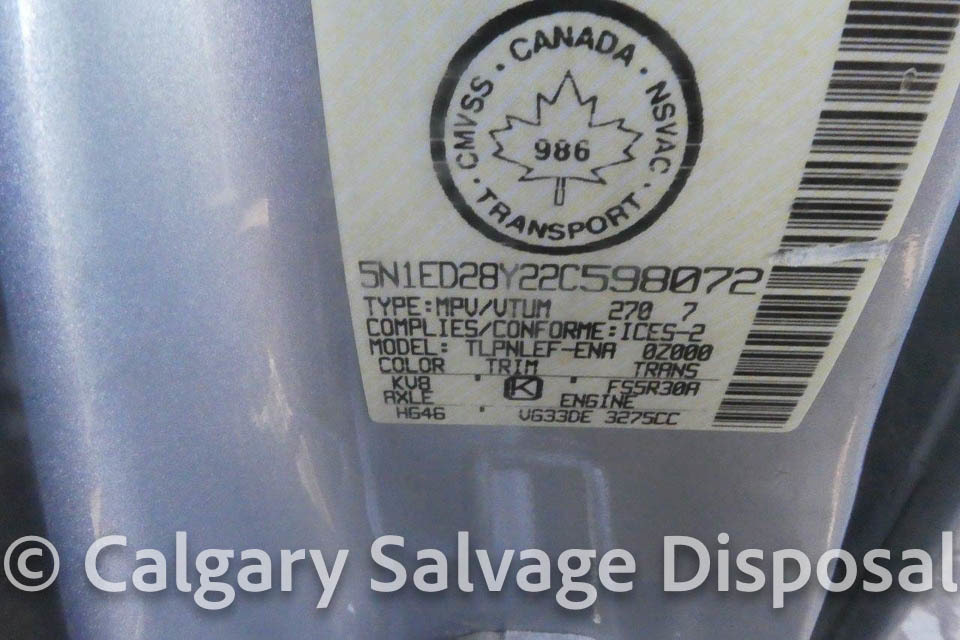 CANADA · NSVAC · TRANSPORT · CMVSS ·
986
5N1ED28Y22C598072
TYPE:MPV/VTUM 270 7
COMPLIES/CONFORME:ICES-2
MODEL: TLPNLEF-ENA 0Z000
COLOR TRIM TRANS
KV8 K FS5R30A
AXLE ENGINE
HG46 VG33DE 3275CC
© Calgary Salvage Disposal